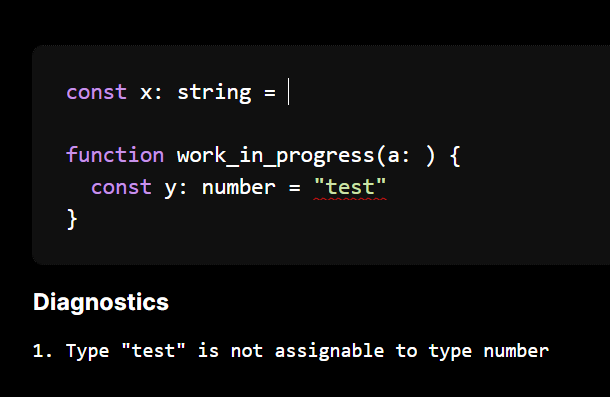 const x: string =
function work_in_progress(a: ) {
  const y: number = "test"
}
Diagnostics
1. Type "test" is not assignable to type number